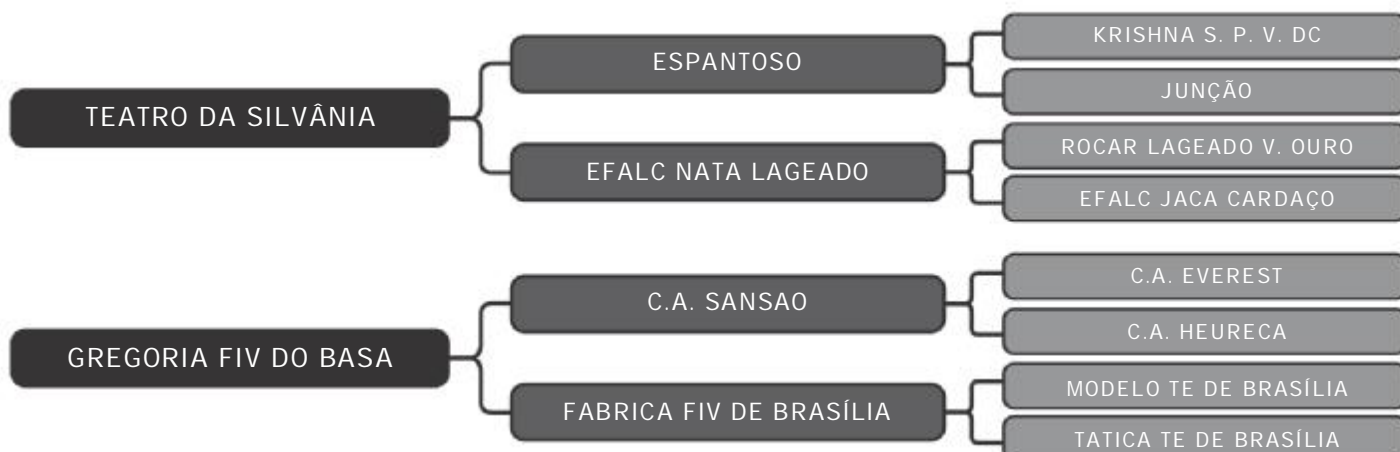 KRISHNA S. P. V. DC
ESPANTOSO
JUNÇÃO
TEATRO DA SILVÂNIA
ROCAR LAGEADO V. OURO
EFALC NATA LAGEADO
EFALC JACA CARDAÇO
C.A. EVEREST
C.A. SANSAO
C.A. HEURECA
GREGORIA FIV DO BASA
MODELO TE DE BRASÍLIA
FABRICA FIV DE BRASÍLIA
TATICA TE DE BRASÍLIA